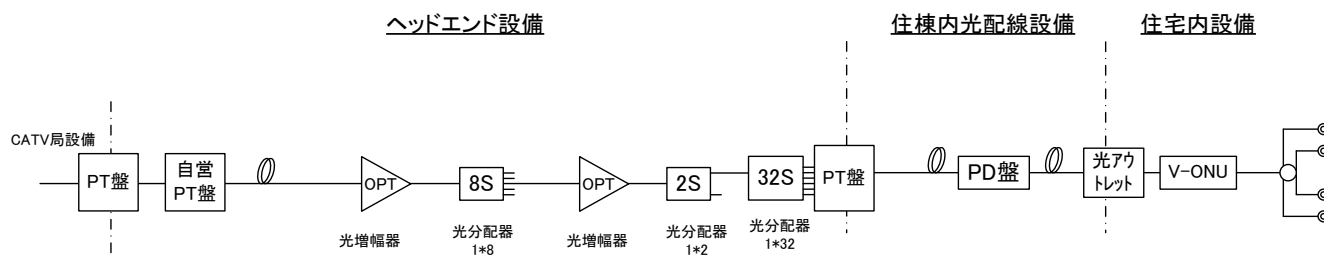 ヘッドエンド設備
住棟内光配線設備
住宅内設備
CATV局設備
PT盤
自営
PT盤
OPT
8S
OPT
2S
32S
PT盤
PD盤
光アウ
トレット
V-ONU
光増幅器
光分配器
1*8
光増幅器
光分配器
1*2
光分配器
1*32